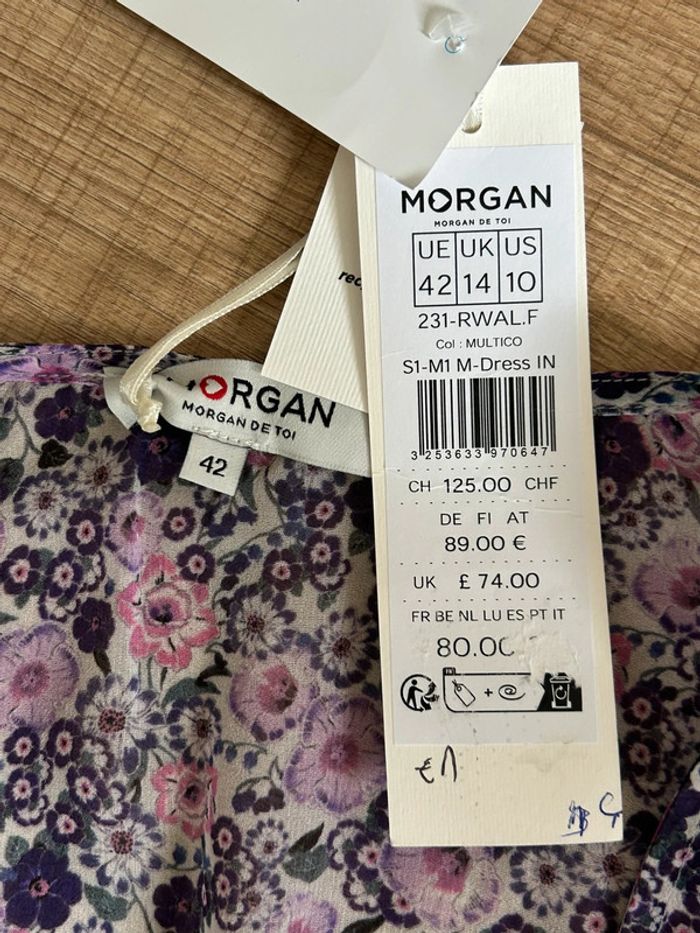 MORGAN
MORGAN DE TOI
UE UK US
42 14 10
231-RWAL.F
Col : MULTICO
S1-M1 M-Dress IN
3 253633 970647
CH 125.00 CHF
DE FI AT
89.00 €
UK £ 74.00
FR BE NL LU ES PT IT
80.00
+
MORGAN
MORGAN DE TOI
42